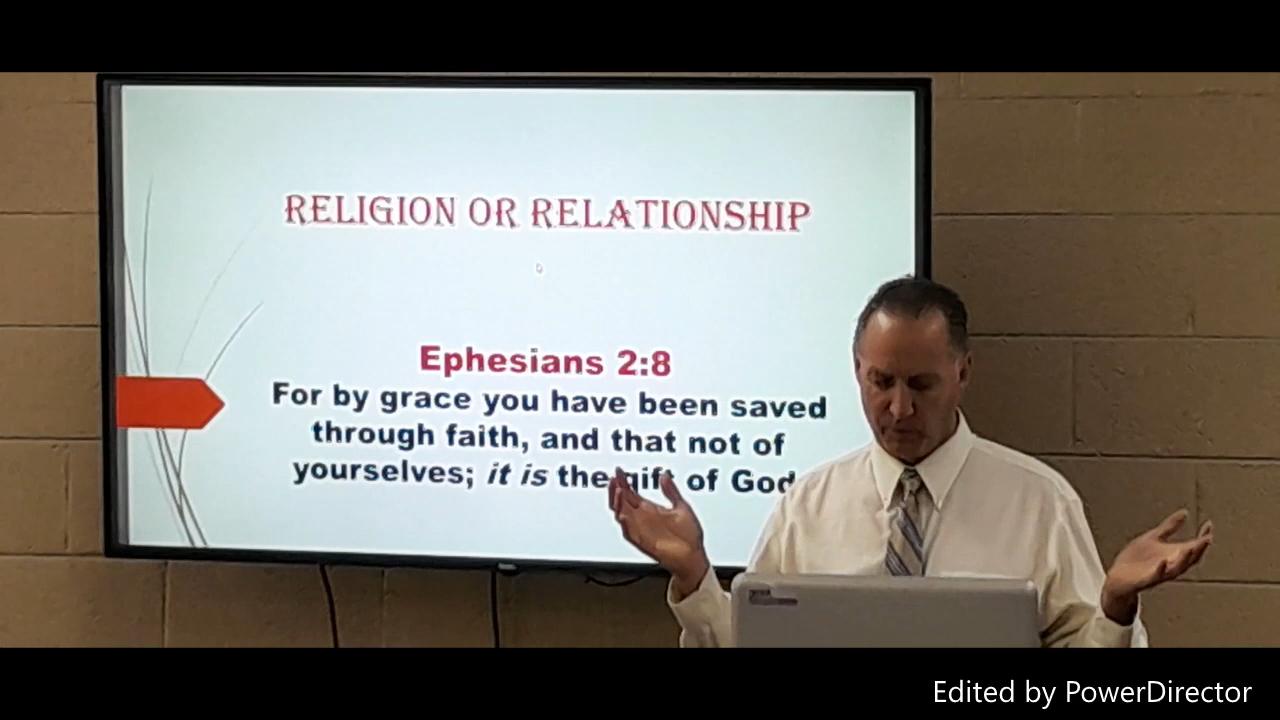 RELIGION OR RELATIONSHIP
Ephesians 2:8
For by grace you have been saved
through faith, and that not of
yourselves; it is the gift of God
Edited by PowerDirector